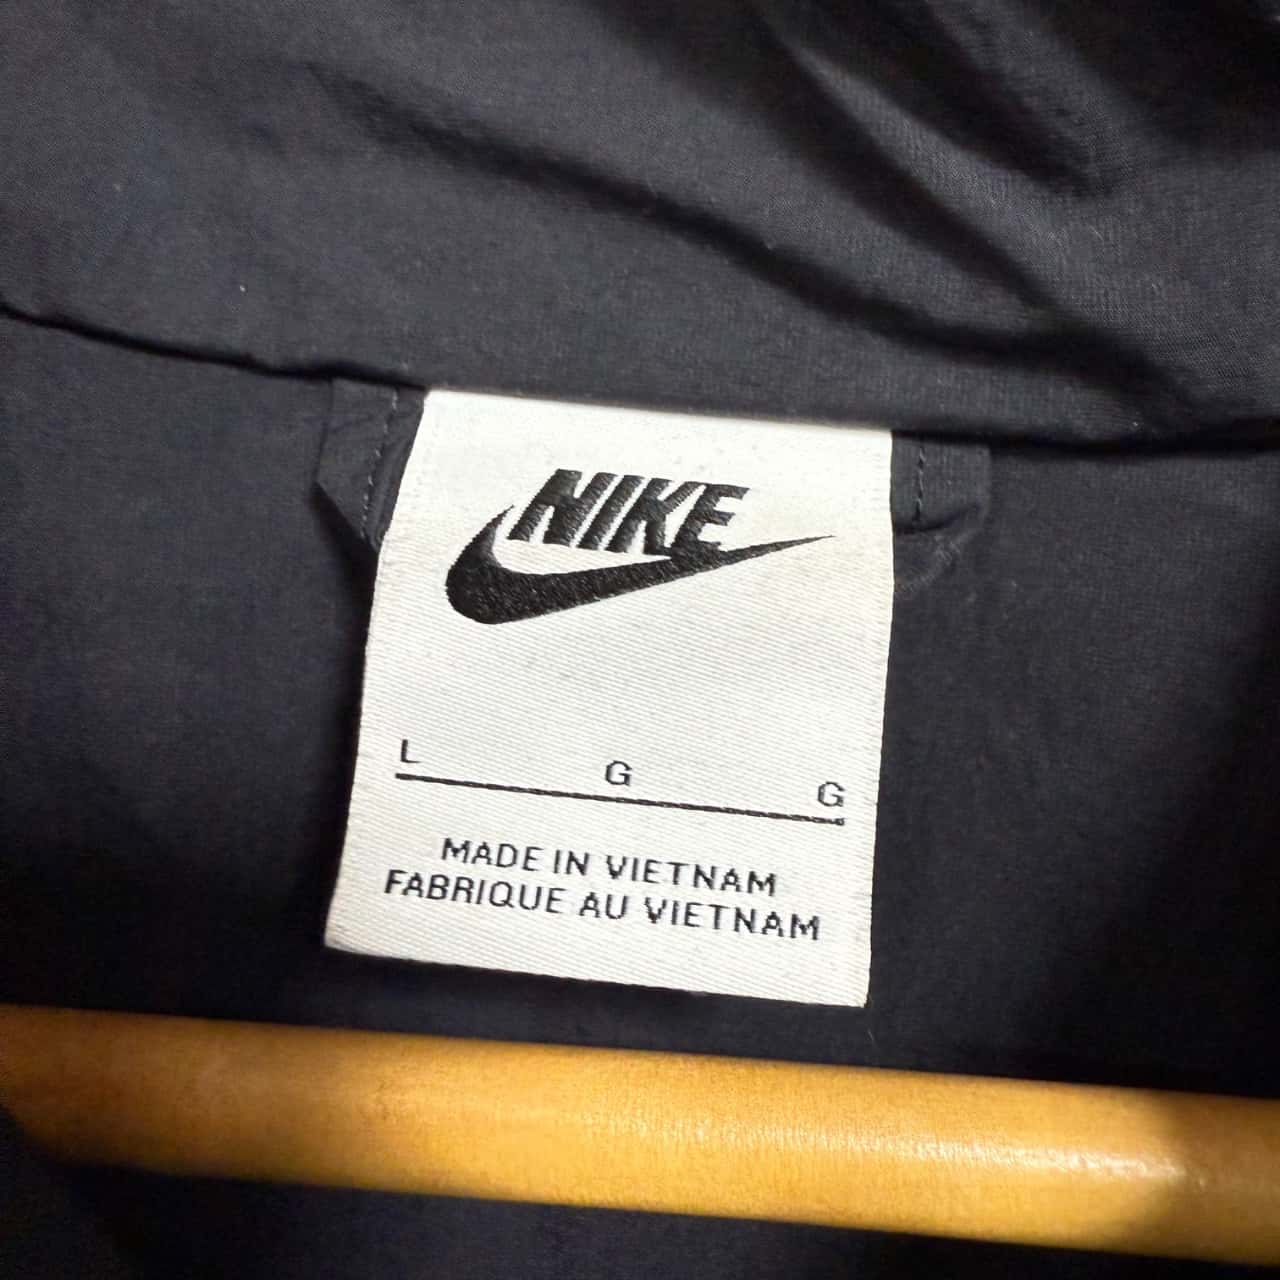 NIKE
L G G
MADE IN VIETNAM
FABRIQUE AU VIETNAM